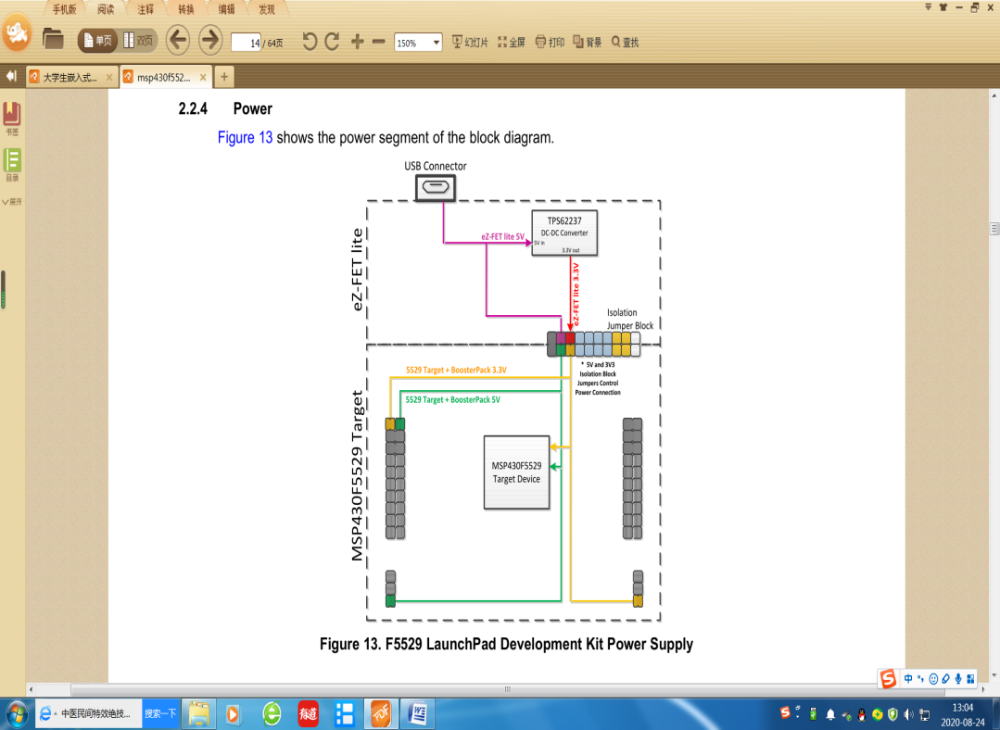 手机版 阅读 注释 转换 编辑 发现
单页 双页 14 / 64页 150% 幻灯片 全屏 打印 背景 查找
大学生嵌入式... × msp430f552... × +
书签
目录
展开
2.2.4 Power
Figure 13 shows the power segment of the block diagram.
USB Connector
TPS62237
DC-DC Converter
eZ-FET lite 5V
5V in
3.3V out
eZ-FET lite
eZ-FET lite 3.3V
Isolation
Jumper Block
* 5V and 3V3
Isolation Block
Jumpers Control
Power Connection
5529 Target + BoosterPack 3.3V
5529 Target + BoosterPack 5V
MSP430F5529 Target
MSP430F5529
Target Device
Figure 13. F5529 LaunchPad Development Kit Power Supply
中
中医民间特效绝技... 搜索一下
有道
PDF
13:04
2020-08-24